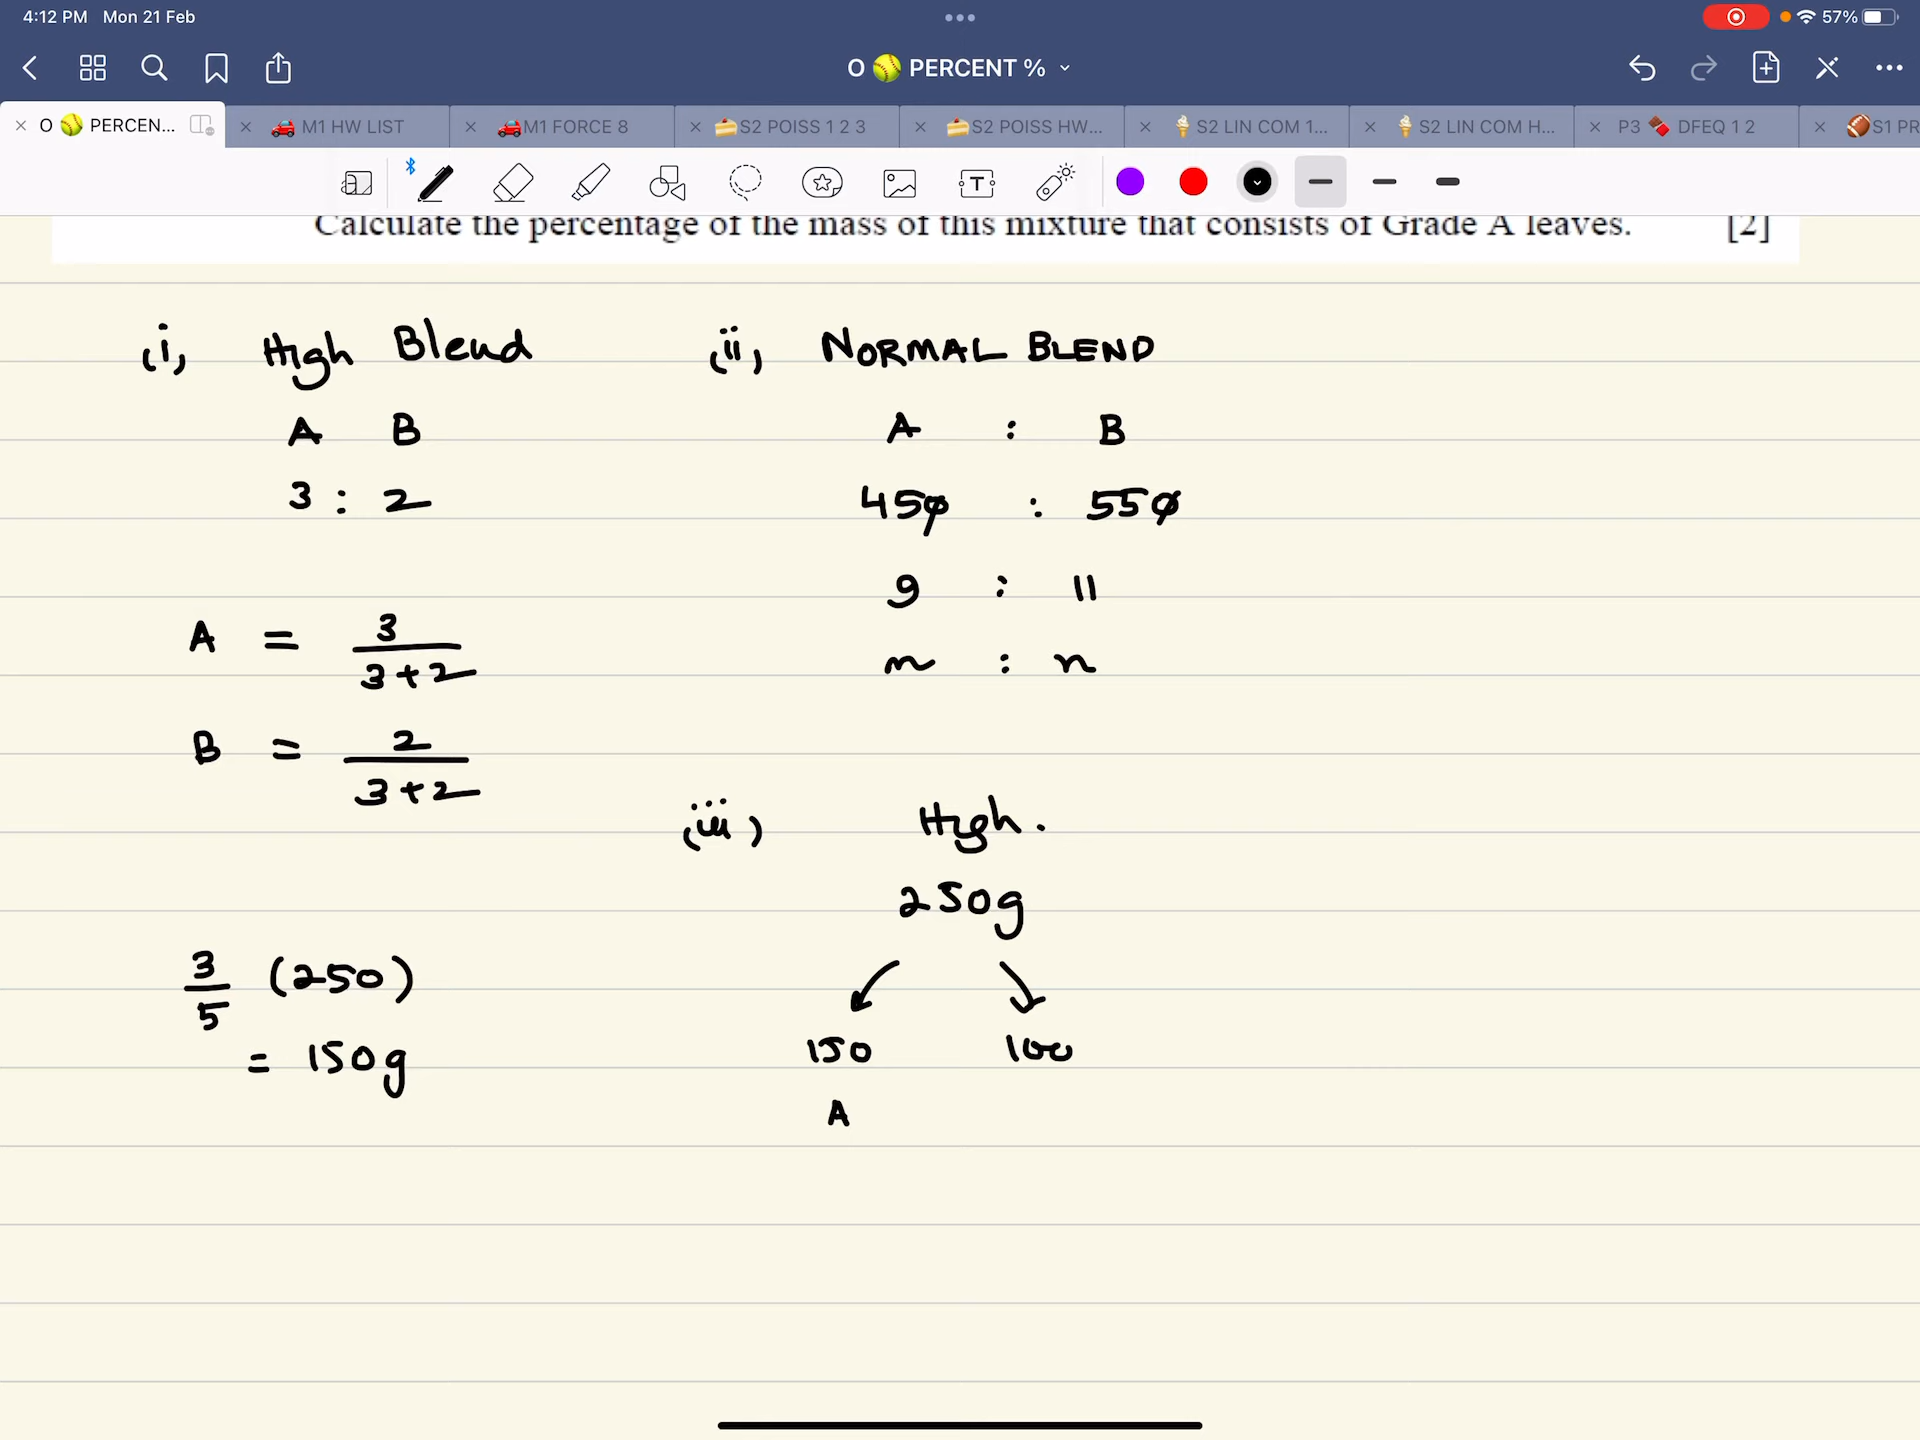 4:12 PM Mon 21 Feb
57%
O 🥎 PERCENT %
O 🥎 PERCEN...
M1 HW LIST
M1 FORCE 8
S2 POISS 1 2 3
S2 POISS HW...
S2 LIN COM 1...
S2 LIN COM H...
P3 🍫 DFEQ 1 2
S1 PR
T
Calculate the percentage of the mass of this mixture that consists of Grade A leaves. [2]
(i) High Blend
A B
3 : 2
A = 3/(3+2)
B = 2/(3+2)
3/5 (250)
= 150g
(ii) NORMAL BLEND
A : B
450 : 550
9 : 11
m : n
(iii) High.
250g
150 100
A